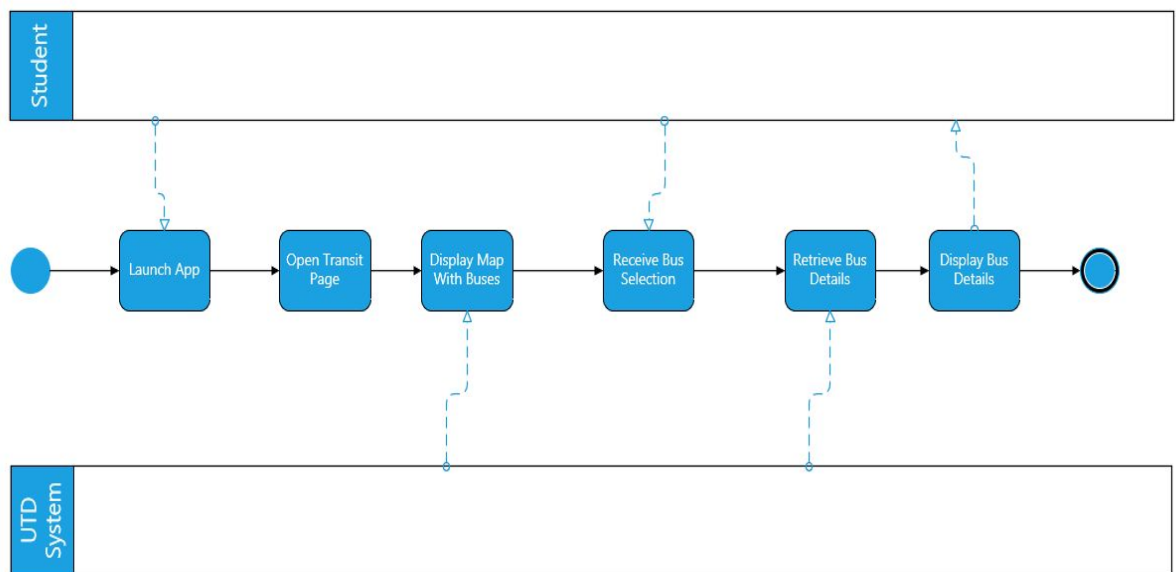 Student
Launch App
Open Transit
Page
Display Map
With Buses
Receive Bus
Selection
Retrieve Bus
Details
Display Bus
Details
UTD
System